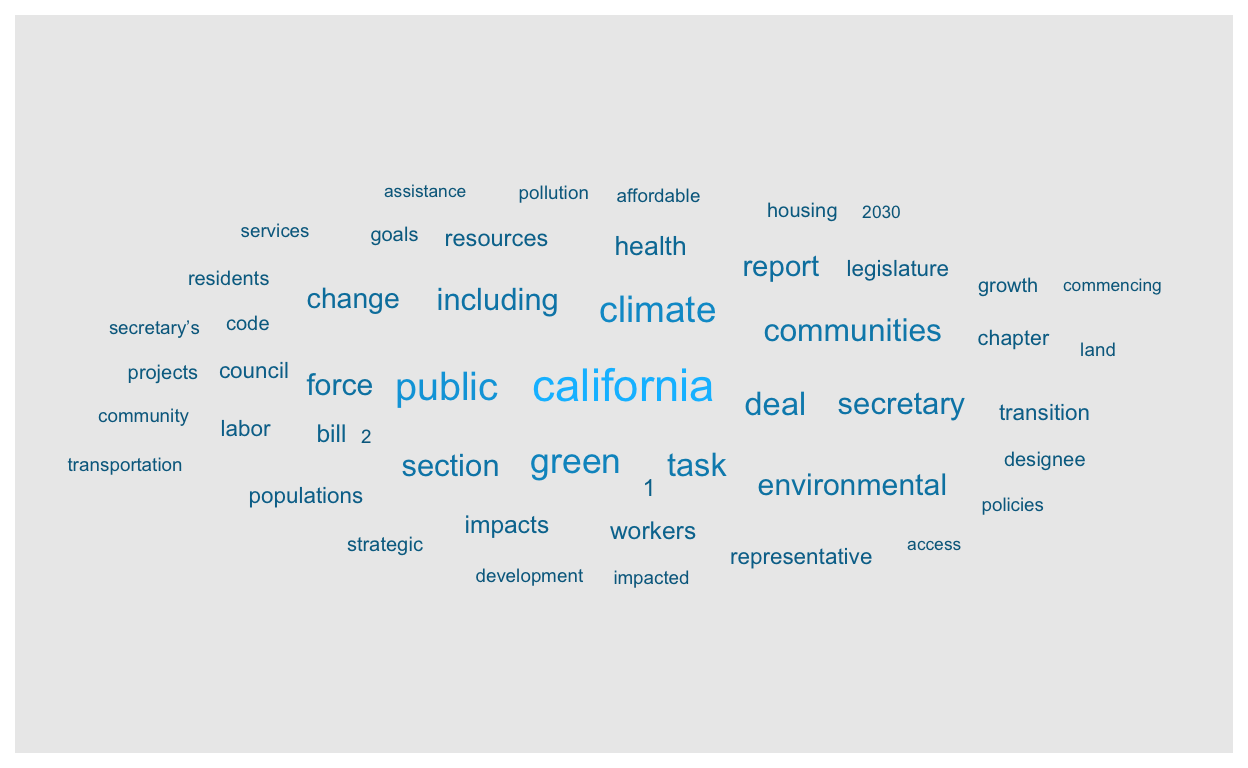 assistance pollution affordable
housing 2030
services goals resources health
report legislature
residents change including climate
growth commencing
secretary's code communities chapter land
projects council force public california
deal secretary transition
community labor bill 2
transportation section green task designee
populations 1 environmental policies
strategic impacts workers representative access
development impacted